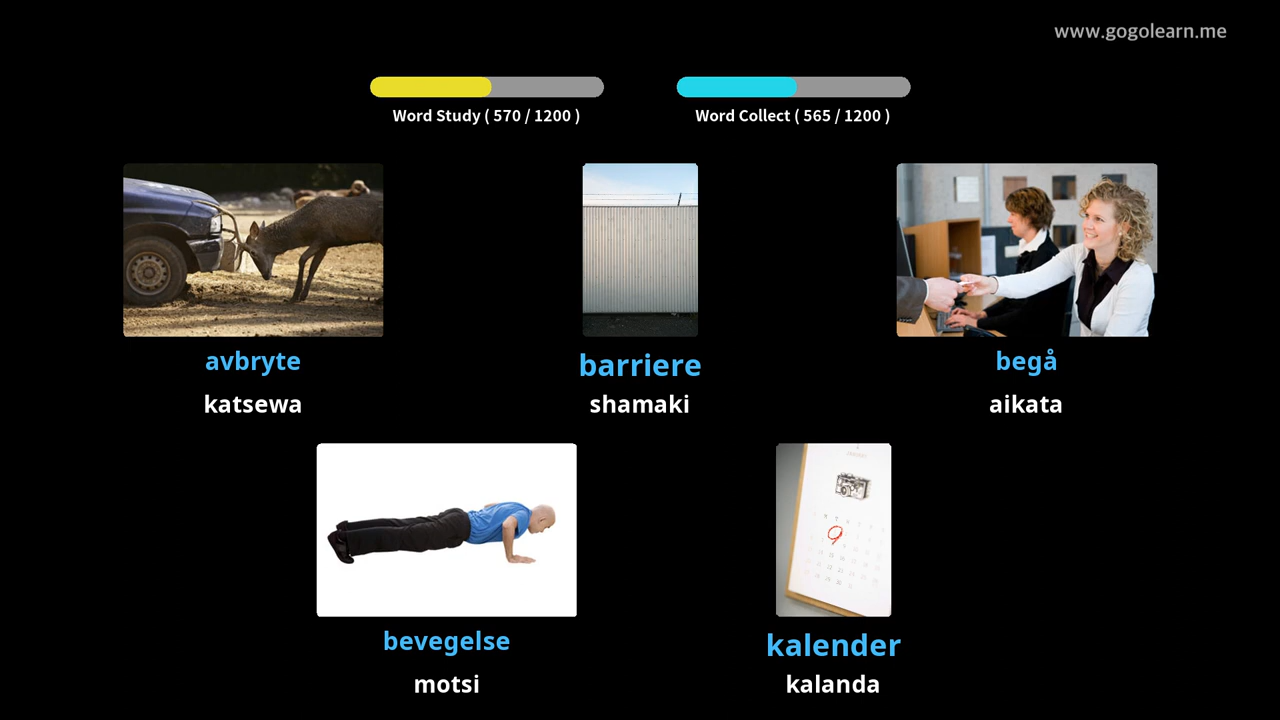 www.gogolearn.me
Word Study ( 570 / 1200 )
Word Collect ( 565 / 1200 )
avbryte
barriere
begå
katsewa
shamaki
aikata
9
bevegelse
kalender
motsi
kalanda